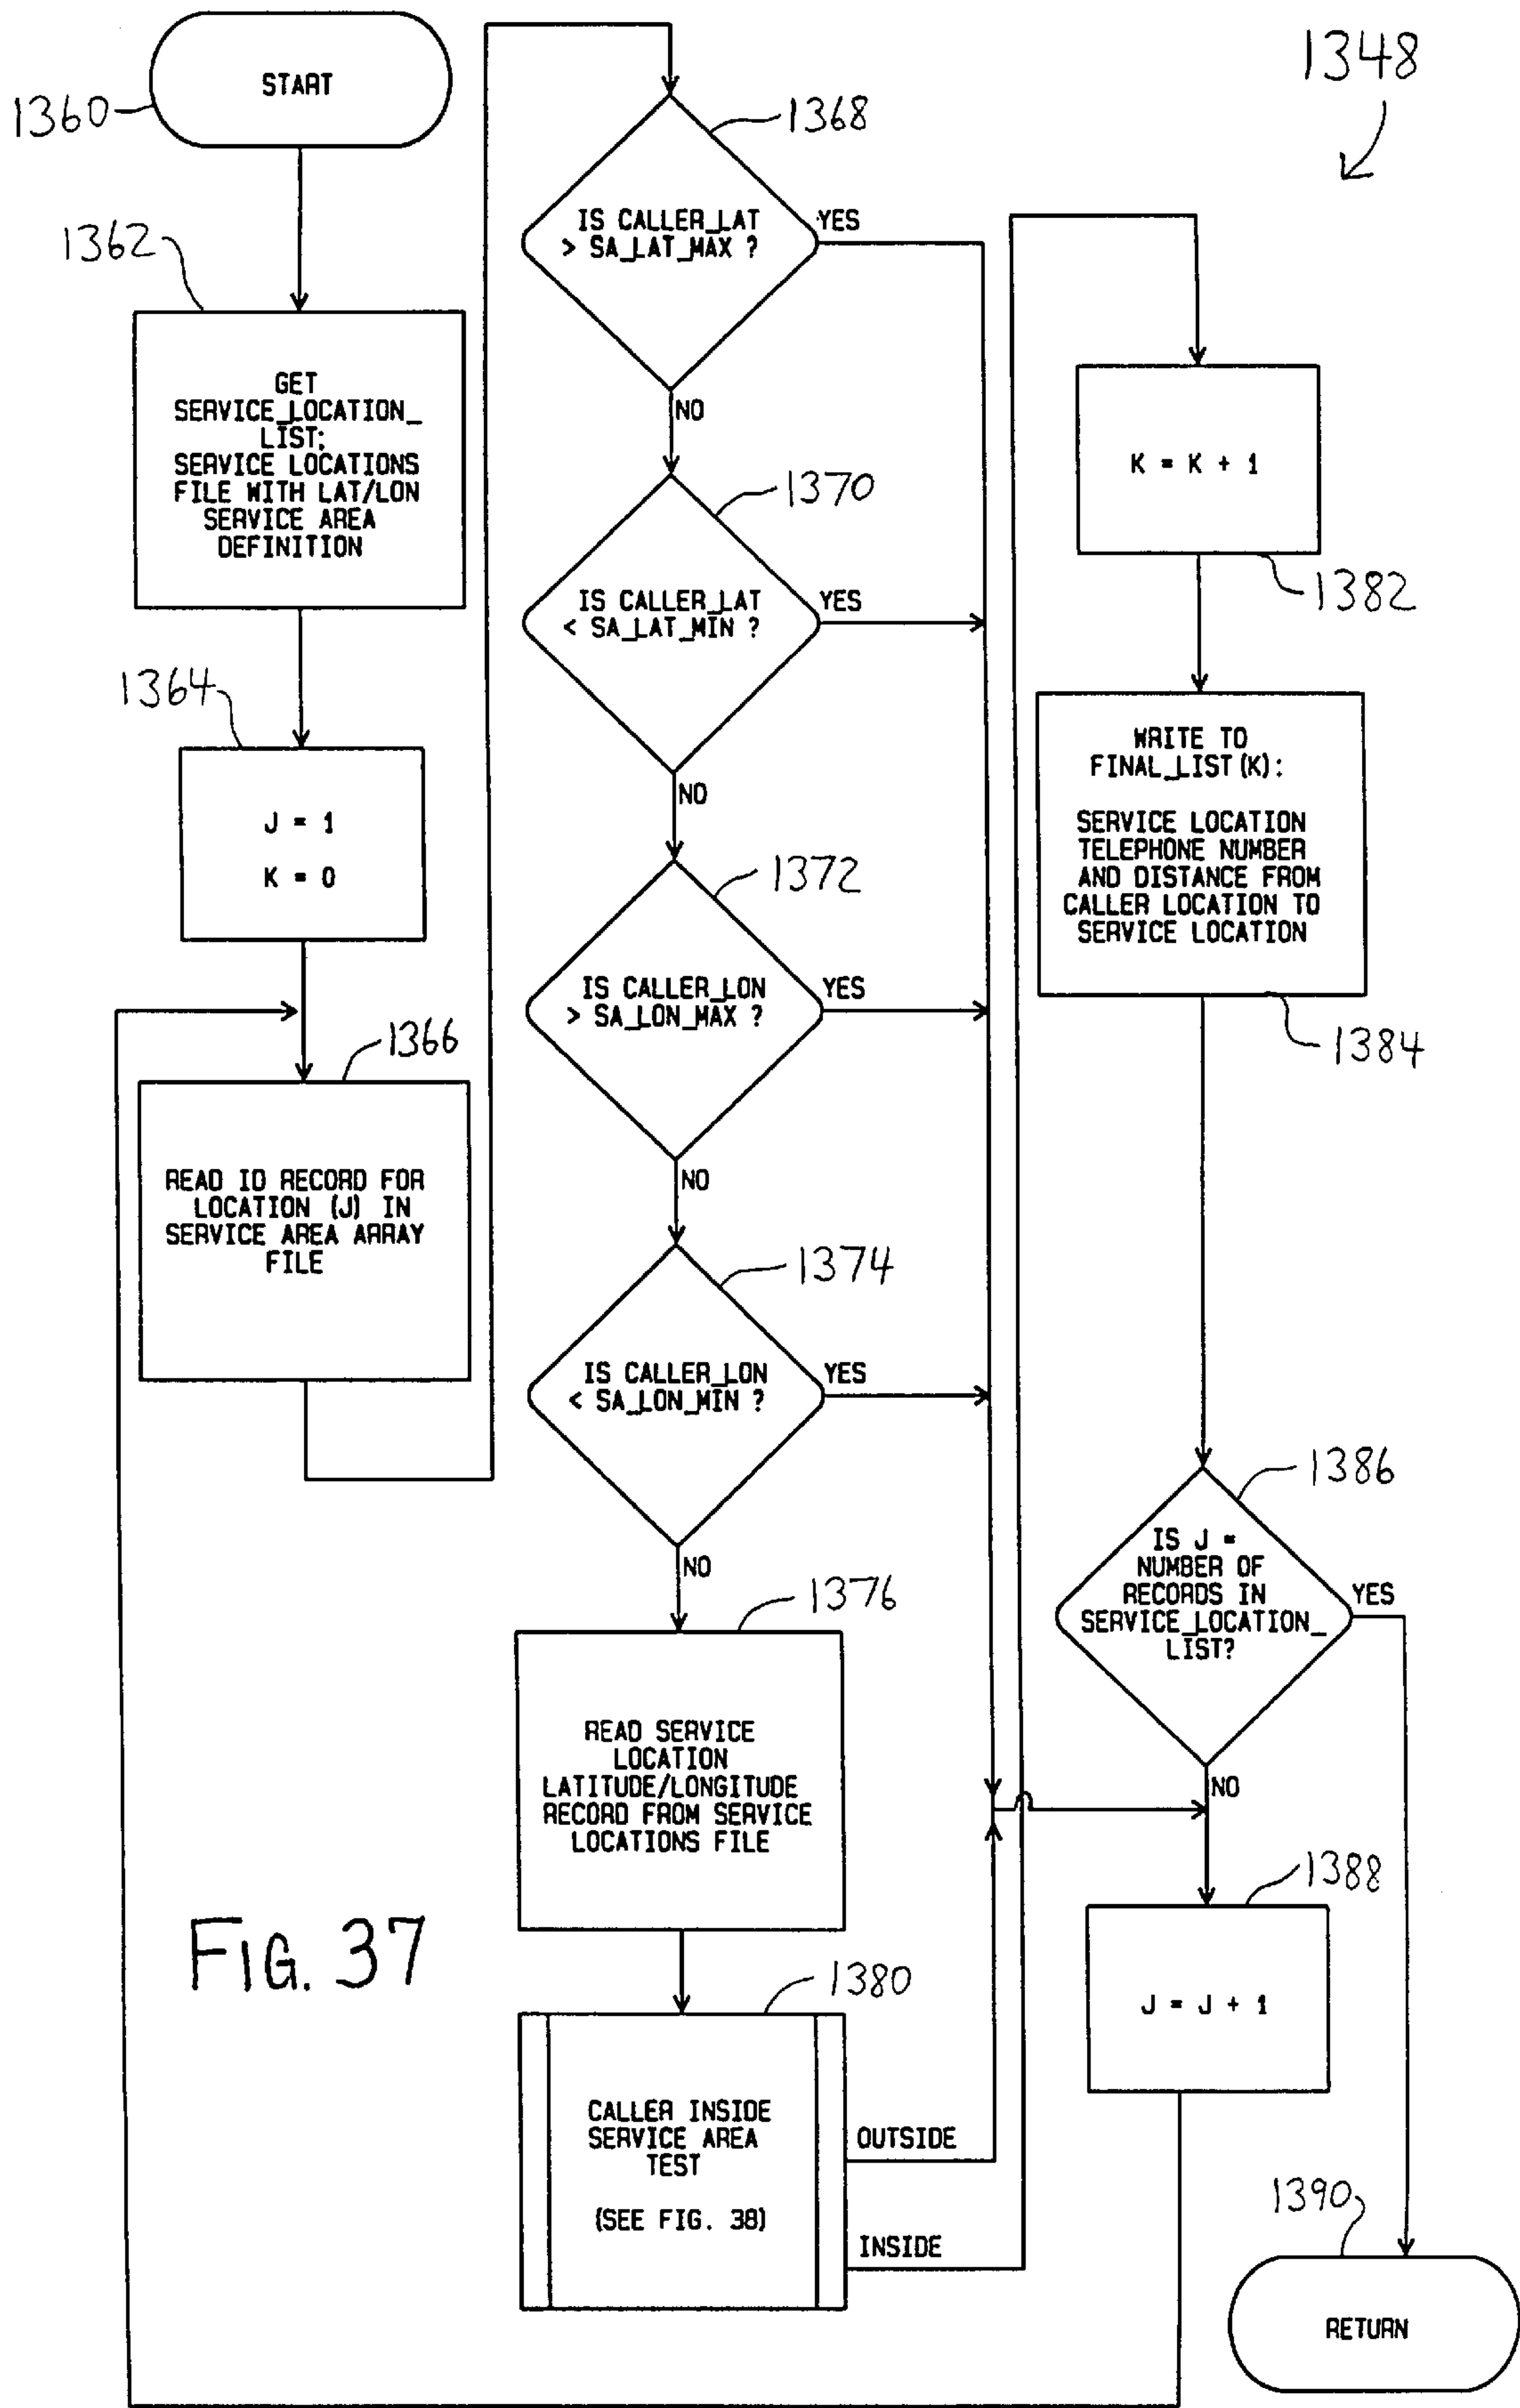 1348
START
1360
1362
GET
SERVICE_LOCATION_
LIST;
SERVICE LOCATIONS
FILE WITH LAT/LON
SERVICE AREA
DEFINITION
1364
J = 1
K = 0
1366
READ ID RECORD FOR
LOCATION (J) IN
SERVICE AREA ARRAY
FILE
1368
IS CALLER_LAT
> SA_LAT_MAX ?
YES
NO
1370
IS CALLER_LAT
< SA_LAT_MIN ?
YES
NO
1372
IS CALLER_LON
> SA_LON_MAX ?
YES
NO
1374
IS CALLER_LON
< SA_LON_MIN ?
YES
NO
1376
READ SERVICE
LOCATION
LATITUDE/LONGITUDE
RECORD FROM SERVICE
LOCATIONS FILE
1380
CALLER INSIDE
SERVICE AREA
TEST
(SEE FIG. 38)
OUTSIDE
INSIDE
K = K + 1
1382
WRITE TO
FINAL_LIST(K):
SERVICE LOCATION
TELEPHONE NUMBER
AND DISTANCE FROM
CALLER LOCATION TO
SERVICE LOCATION
1384
1386
IS J =
NUMBER OF
RECORDS IN
SERVICE_LOCATION_
LIST?
YES
NO
1388
J = J + 1
1390
RETURN
FIG. 37